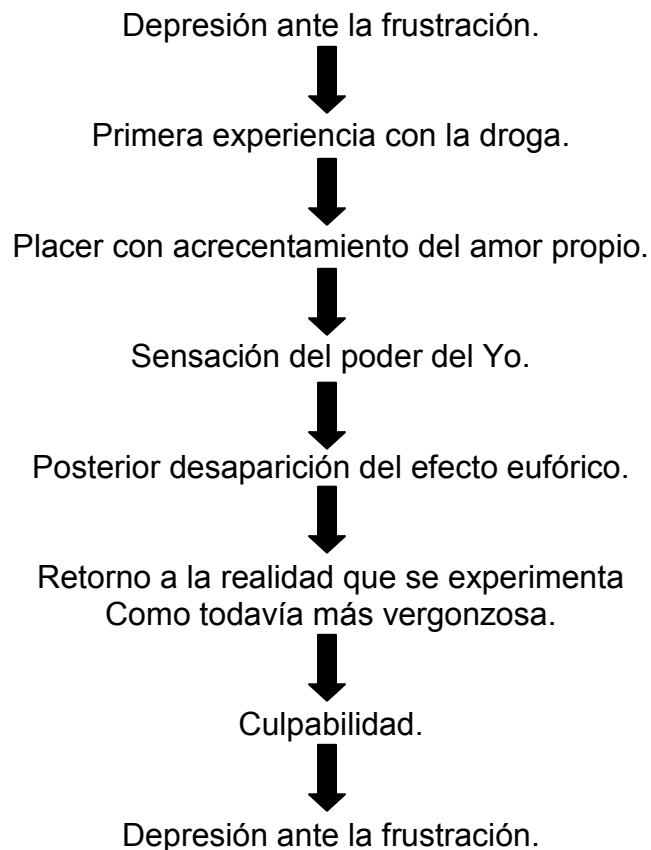 Depresión ante la frustración.
Primera experiencia con la droga.
Placer con acrecentamiento del amor propio.
Sensación del poder del Yo.
Posterior desaparición del efecto eufórico.
Retorno a la realidad que se experimenta
Como todavía más vergonzosa.
Culpabilidad.
Depresión ante la frustración.